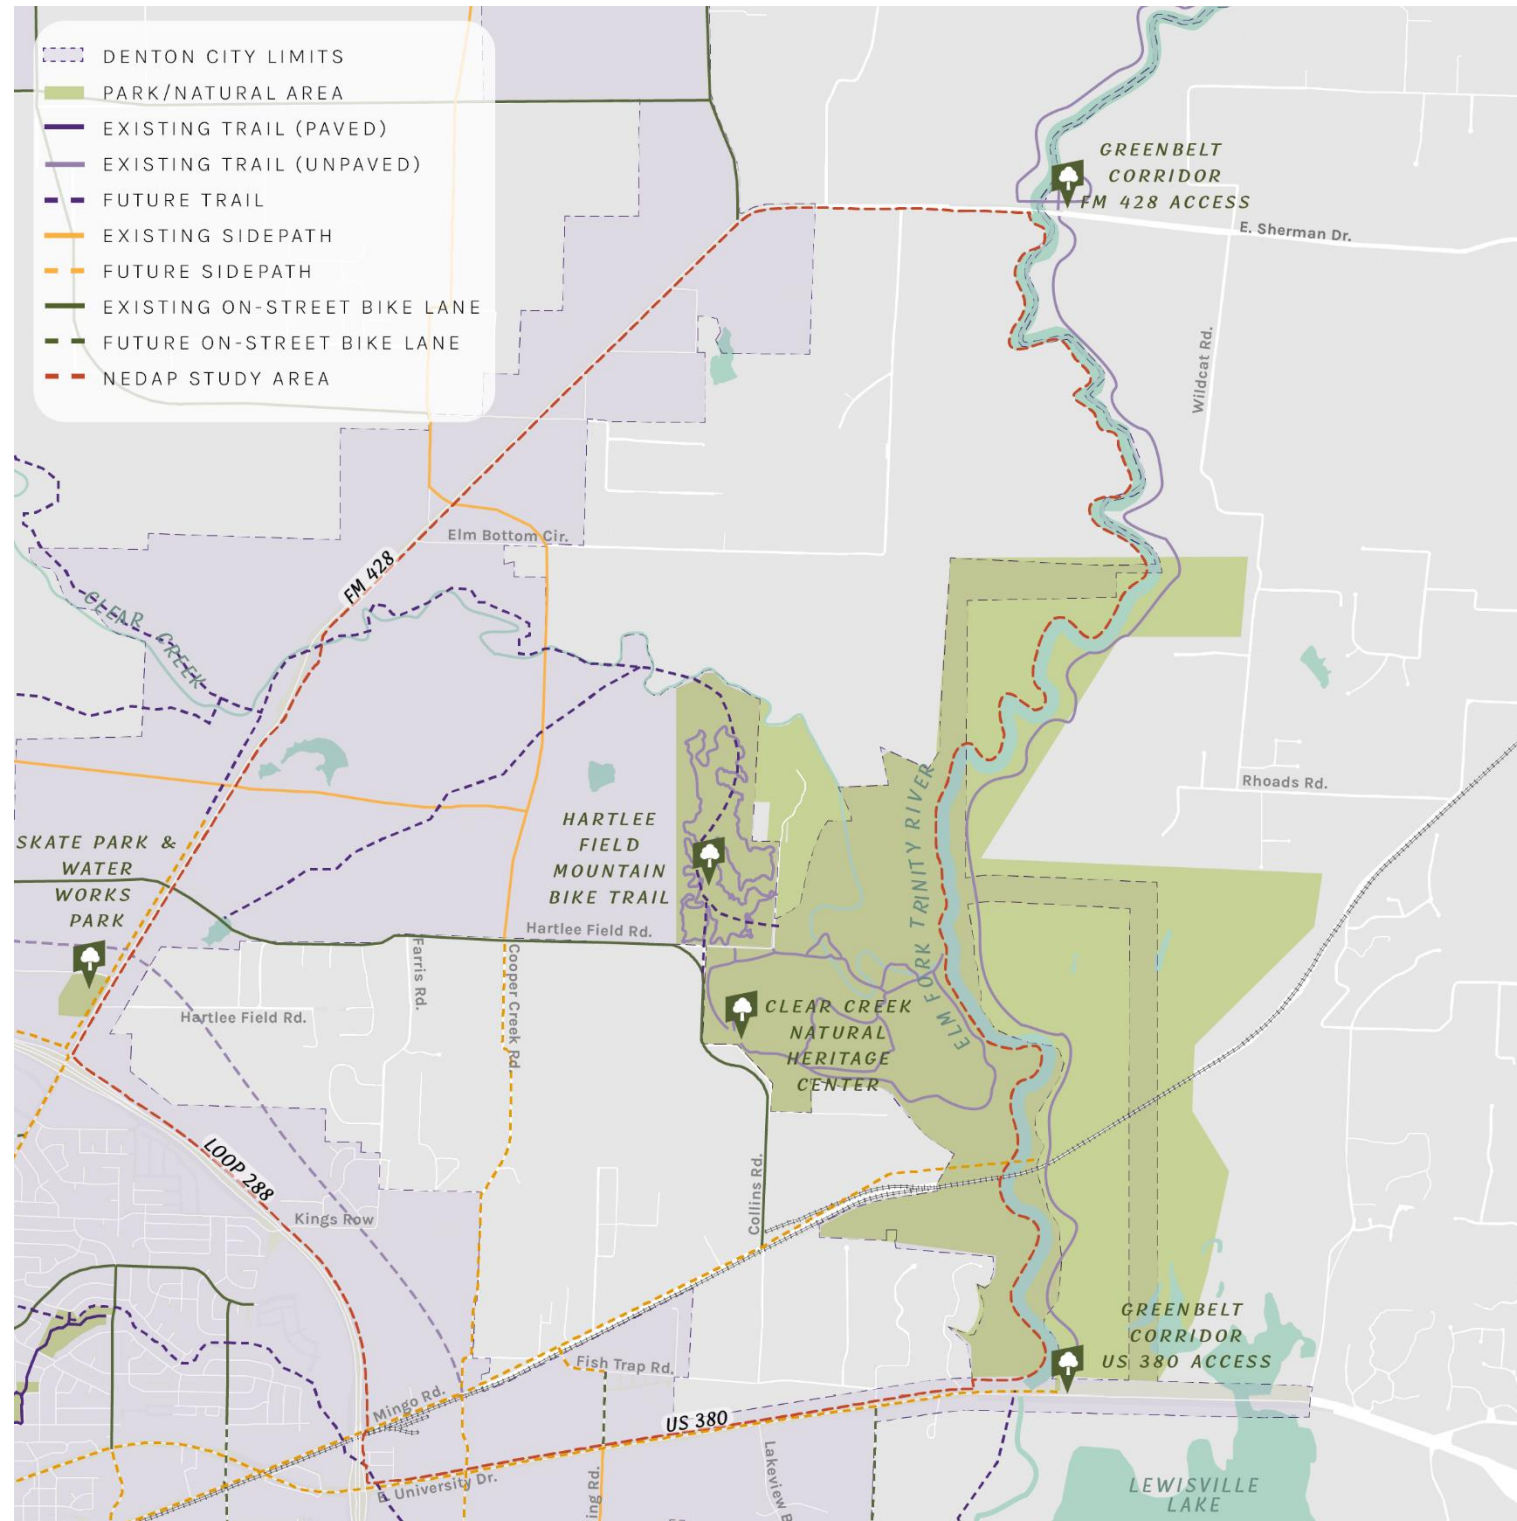 DENTON CITY LIMITS
PARK/NATURAL AREA
EXISTING TRAIL (PAVED)
EXISTING TRAIL (UNPAVED)
FUTURE TRAIL
EXISTING SIDEPATH
FUTURE SIDEPATH
EXISTING ON-STREET BIKE LANE
FUTURE ON-STREET BIKE LANE
NEDAP STUDY AREA
GREENBELT
CORRIDOR
FM 428 ACCESS
E. Sherman Dr.
Wildcat Rd.
Elm Bottom Cir.
FM 428
CLEAR CREEK
HARTLEE
FIELD
MOUNTAIN
BIKE TRAIL
SKATE PARK &
WATER
WORKS
PARK
Rhoads Rd.
ELM FORK TRINITY RIVER
Hartlee Field Rd.
Farris Rd.
Cooper Creek Rd
Hartlee Field Rd.
CLEAR CREEK
NATURAL
HERITAGE
CENTER
LOOP 288
Kings Row
Collins Rd.
GREENBELT
CORRIDOR
US 380 ACCESS
Fish Trap Rd.
Mingo Rd.
US 380
E. University Dr.
ing Rd.
Lakeview B
LEWISVILLE
LAKE